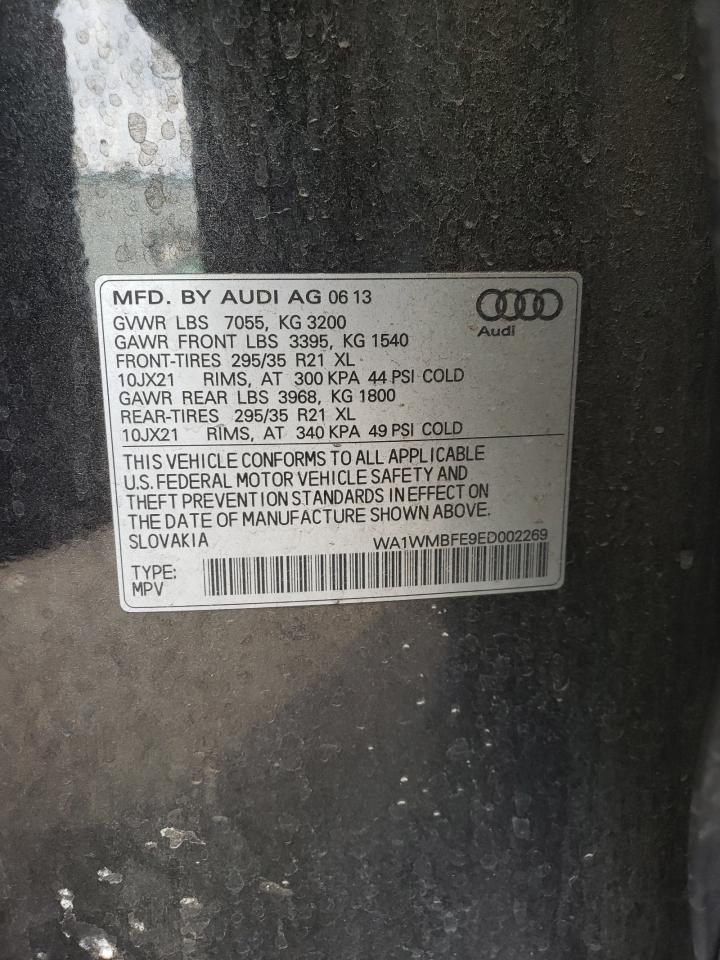 MFD. BY AUDI AG 06 13
Audi
GVWR LBS 7055, KG 3200
GAWR FRONT LBS 3395, KG 1540
FRONT-TIRES 295/35 R21 XL
10JX21 RIMS, AT 300 KPA 44 PSI COLD
GAWR REAR LBS 3968, KG 1800
REAR-TIRES 295/35 R21 XL
10JX21 RIMS, AT 340 KPA 49 PSI COLD
THIS VEHICLE CONFORMS TO ALL APPLICABLE
U.S. FEDERAL MOTOR VEHICLE SAFETY AND
THEFT PREVENTION STANDARDS IN EFFECT ON
THE DATE OF MANUFACTURE SHOWN ABOVE.
SLOVAKIA WA1WMBFE9ED002269
TYPE:
MPV